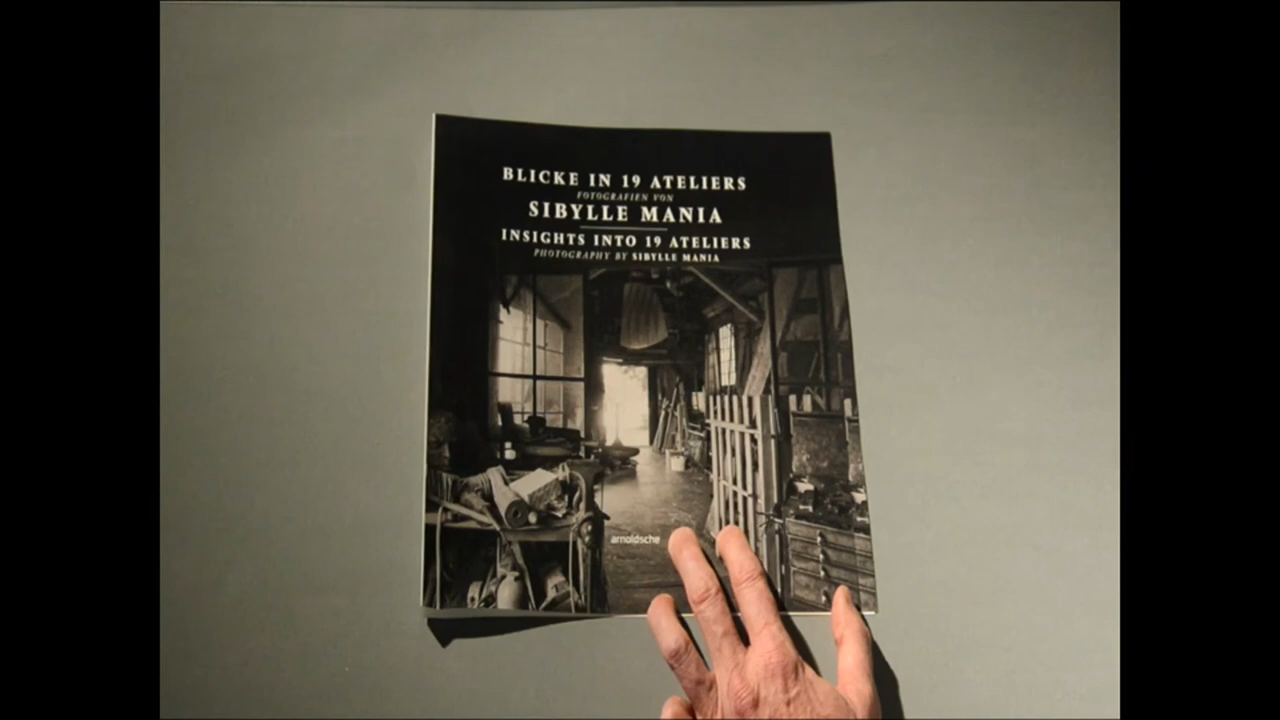 BLICKE IN 19 ATELIERS
FOTOGRAFIEN VON
SIBYLLE MANIA
INSIGHTS INTO 19 ATELIERS
PHOTOGRAPHY BY SIBYLLE MANIA
arnoldsche